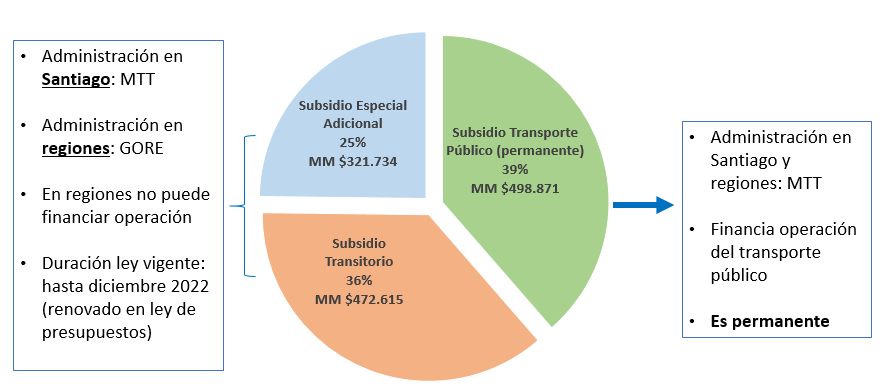 • Administración en
Santiago: MTT
• Administración en
regiones: GORE
• En regiones no puede
financiar operación
• Duración ley vigente:
hasta diciembre 2022
(renovado en ley de
presupuestos)
Subsidio Especial
Adicional
25%
MM $321.734
Subsidio Transporte
Público (permanente)
39%
MM $498.871
Subsidio
Transitorio
36%
MM $472.615
• Administración en
Santiago y
regiones: MTT
• Financia operación
del transporte
público
• Es permanente